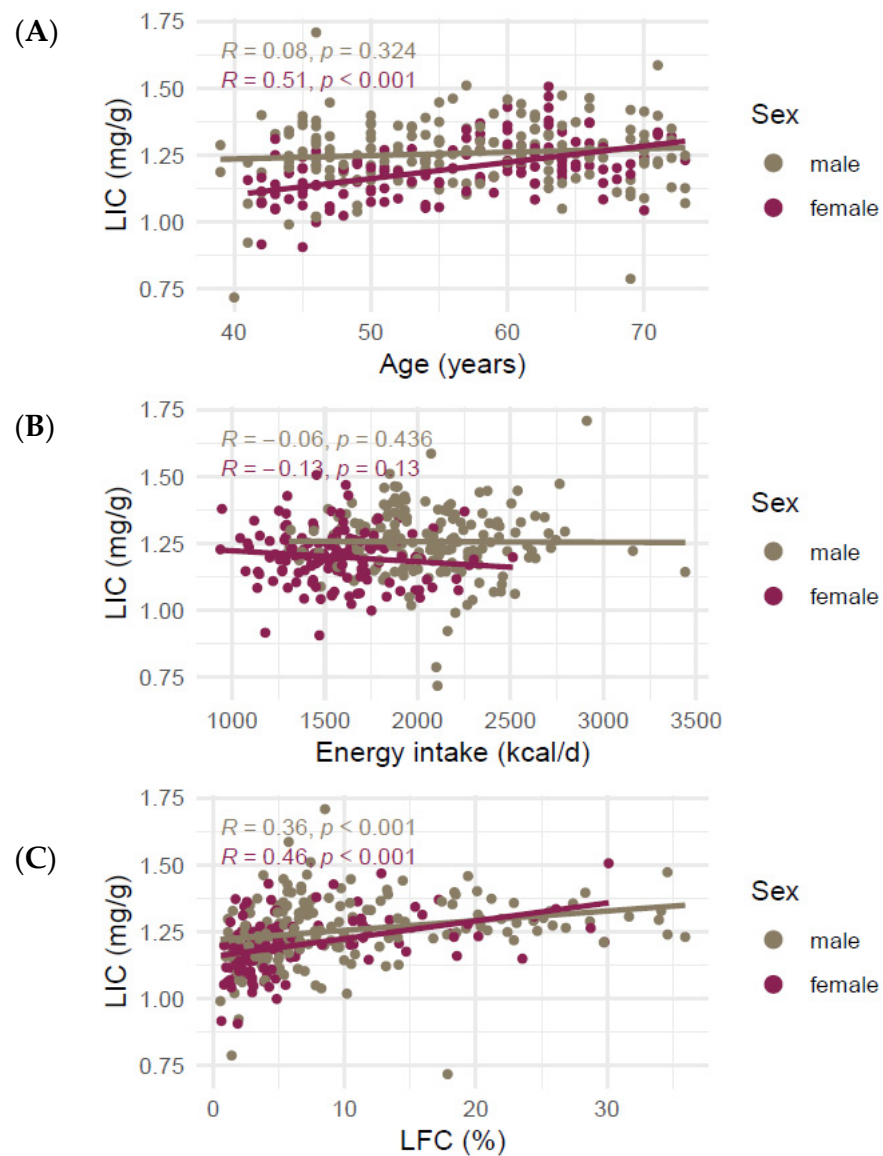 (A)
1.75
R = 0.08, p = 0.324
R = 0.51, p < 0.001
1.50
1.25
1.00
0.75
LIC (mg/g)
40 50 60 70
Age (years)
Sex
male
female
(B)
1.75
R = −0.06, p = 0.436
R = −0.13, p = 0.13
1.50
1.25
1.00
0.75
LIC (mg/g)
1000 1500 2000 2500 3000 3500
Energy intake (kcal/d)
Sex
male
female
(C)
1.75
R = 0.36, p < 0.001
R = 0.46, p < 0.001
1.50
1.25
1.00
0.75
LIC (mg/g)
0 10 20 30
LFC (%)
Sex
male
female